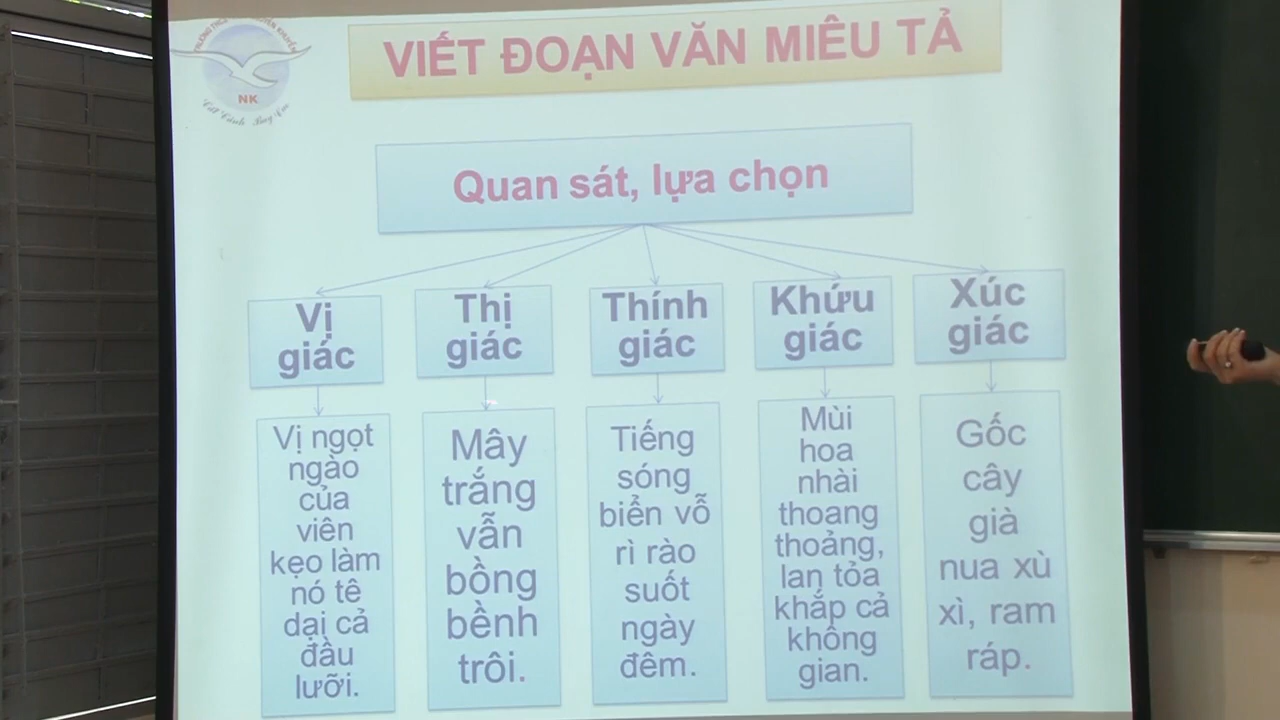 NK
VIẾT ĐOẠN VĂN MIÊU TẢ
Quan sát, lựa chọn
Vị
giác
Thị
giác
Thính
giác
Khứu
giác
Xúc
giác
Vị ngọt
ngào
của
viên
kẹo làm
nó tê
dại cả
đầu
lưỡi.
Mây
trắng
vẫn
bồng
bềnh
trôi.
Tiếng
sóng
biển vỗ
rì rào
suốt
ngày
đêm.
Mùi
hoa
nhài
thoang
thoảng,
lan tỏa
khắp cả
không
gian.
Gốc
cây
già
nua xù
xì, ram
ráp.